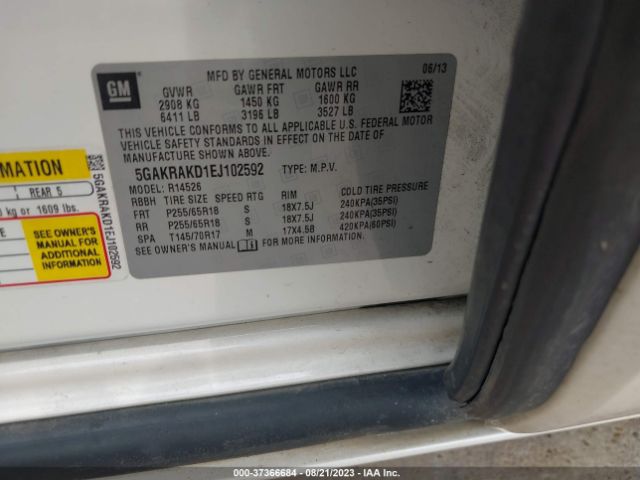 GM
MFD BY GENERAL MOTORS LLC 06/13
GVWR GAWR FRT GAWR RR
2908 KG 1450 KG 1600 KG
6411 LB 3196 LB 3527 LB
THIS VEHICLE CONFORMS TO ALL APPLICABLE U.S. FEDERAL MOTOR
VEHICLE SAFETY STANDARDS IN EFFECT ON THE DATE OF
MANUFACTURE SHOWN ABOVE.
5GAKRAKD1EJ102592 TYPE: M.P.V.
MODEL: R14526
RBBH TIRE SIZE SPEED RTG RIM COLD TIRE PRESSURE
FRT P255/65R18 S 18X7.5J 240KPA(35PSI)
RR P255/65R18 S 18X7.5J 240KPA(35PSI)
SPA T145/70R17 M 17X4.5B 420KPA(60PSI)
SEE OWNER'S MANUAL FOR MORE INFORMATION.
RMATION
REAR 5
kg or 1609 lbs.
SEE OWNER'S
MANUAL FOR
ADDITIONAL
INFORMATION
5GAKRAKD1EJ102592
000-37366684 - 08/21/2023 - IAA Inc.